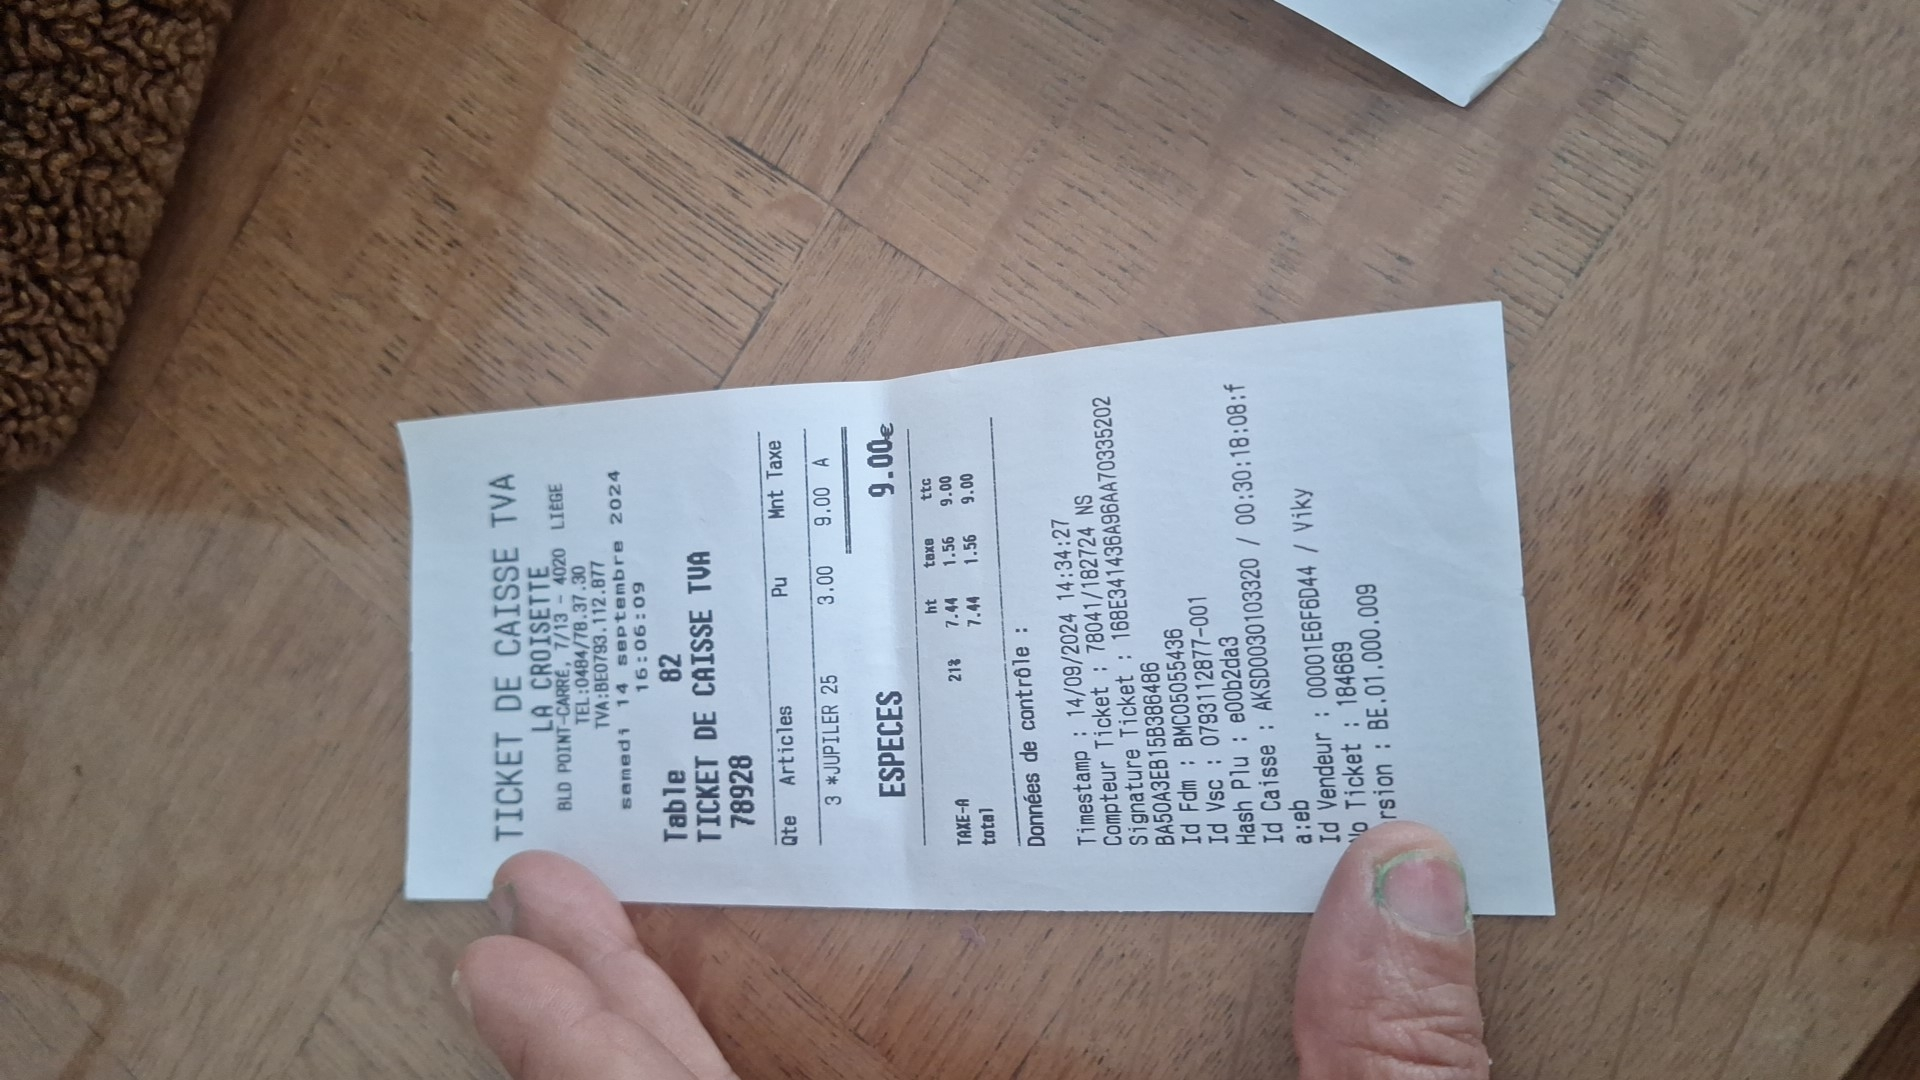 TICKET DE CAISSE TVA
LA CROISETTE
BLD POINT-CARRÉ, 7/13 - 4020 LIÈGE
TEL:0484/78.37.30
TVA:BE0793.112.877
samedi 14 septembre 2024
16:06:09
Table 82
TICKET DE CAISSE TVA
78928
Qte Articles Pu Mnt Taxe
3 *JUPILER 25 3.00 9.00 A
ESPECES 9.00€
ht taxe ttc
TAXE-A 21% 7.44 1.56 9.00
total 7.44 1.56 9.00
Données de contrôle :
Timestamp : 14/09/2024 14:34:27
Compteur Ticket : 78041/182724 NS
Signature Ticket : 168E3414136A96AA70335202
BA50A3EB15B3B6486
Id Fdm : BMC05055436
Id Vsc : 0793112877-001
Hash Plu : e00b2da3
Id Caisse : AKSD003010103320 / 00:30:18:08:f
a:eb
Id Vendeur : 00001E6F6D44 / Viky
No Ticket : 184669
rsion : BE.01.000.009